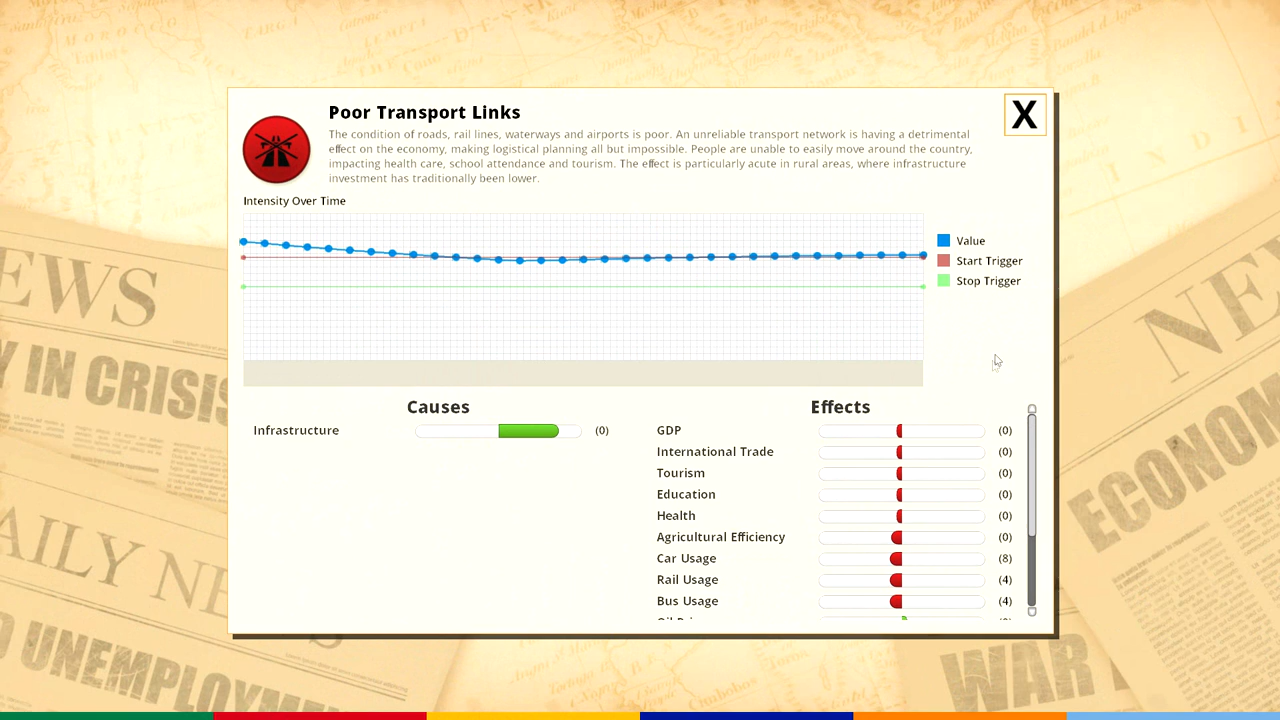 Poor Transport Links
X
The condition of roads, rail lines, waterways and airports is poor. An unreliable transport network is having a detrimental
effect on the economy, making logistical planning all but impossible. People are unable to easily move around the country,
impacting health care, school attendance and tourism. The effect is particularly acute in rural areas, where infrastructure
investment has traditionally been lower.
Intensity Over Time
Value
Start Trigger
Stop Trigger
Causes
Infrastructure (0)
Effects
GDP (0)
International Trade (0)
Tourism (0)
Education (0)
Health (0)
Agricultural Efficiency (0)
Car Usage (8)
Rail Usage (4)
Bus Usage (4)
EWS
Y IN CRISIS
AILY NE
UNEMPLOYME
NE
ECONOM
WAR